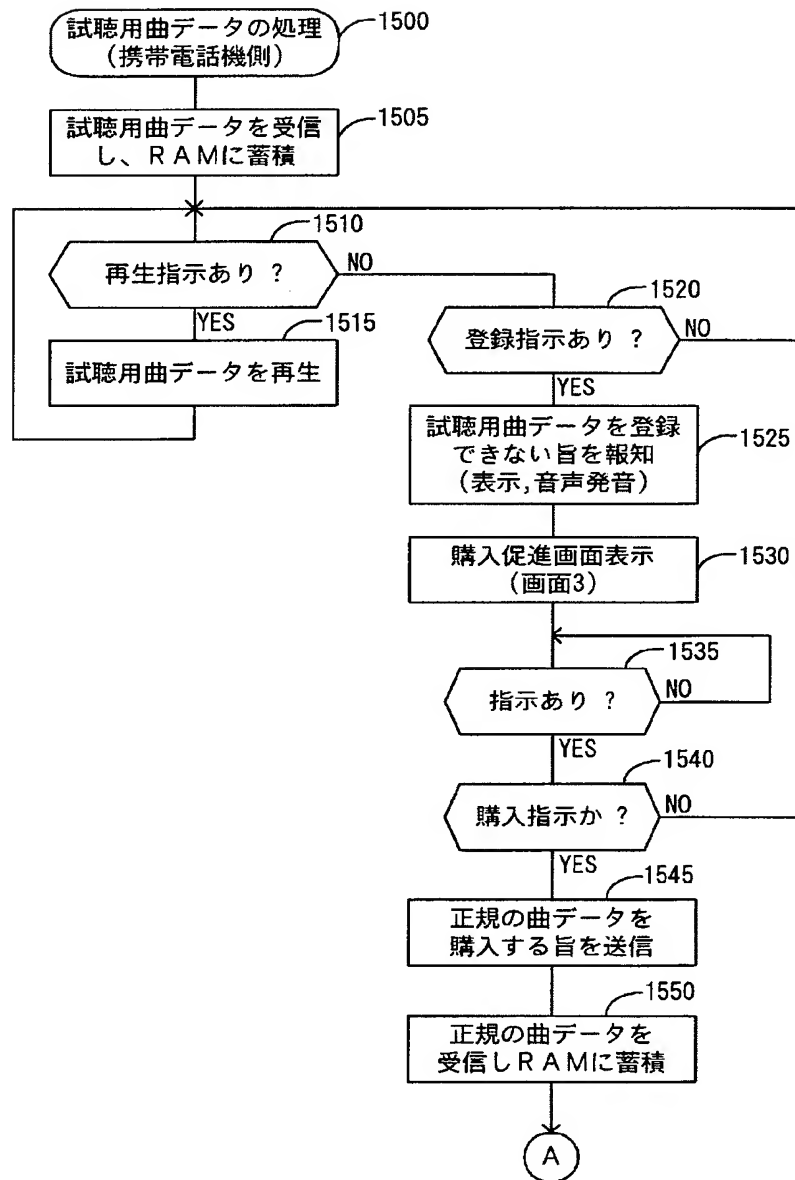 試聴用曲データの処理
(携帯電話機側)
1500
試聴用曲データを受信
し、RAMに蓄積
1505
1510
再生指示あり ?
NO
YES
1515
試聴用曲データを再生
1520
登録指示あり ?
NO
YES
試聴用曲データを登録
できない旨を報知
(表示,音声発音)
1525
購入促進画面表示
(画面3)
1530
1535
指示あり ?
NO
YES
1540
購入指示か ?
NO
YES
1545
正規の曲データを
購入する旨を送信
1550
正規の曲データを
受信しRAMに蓄積
A